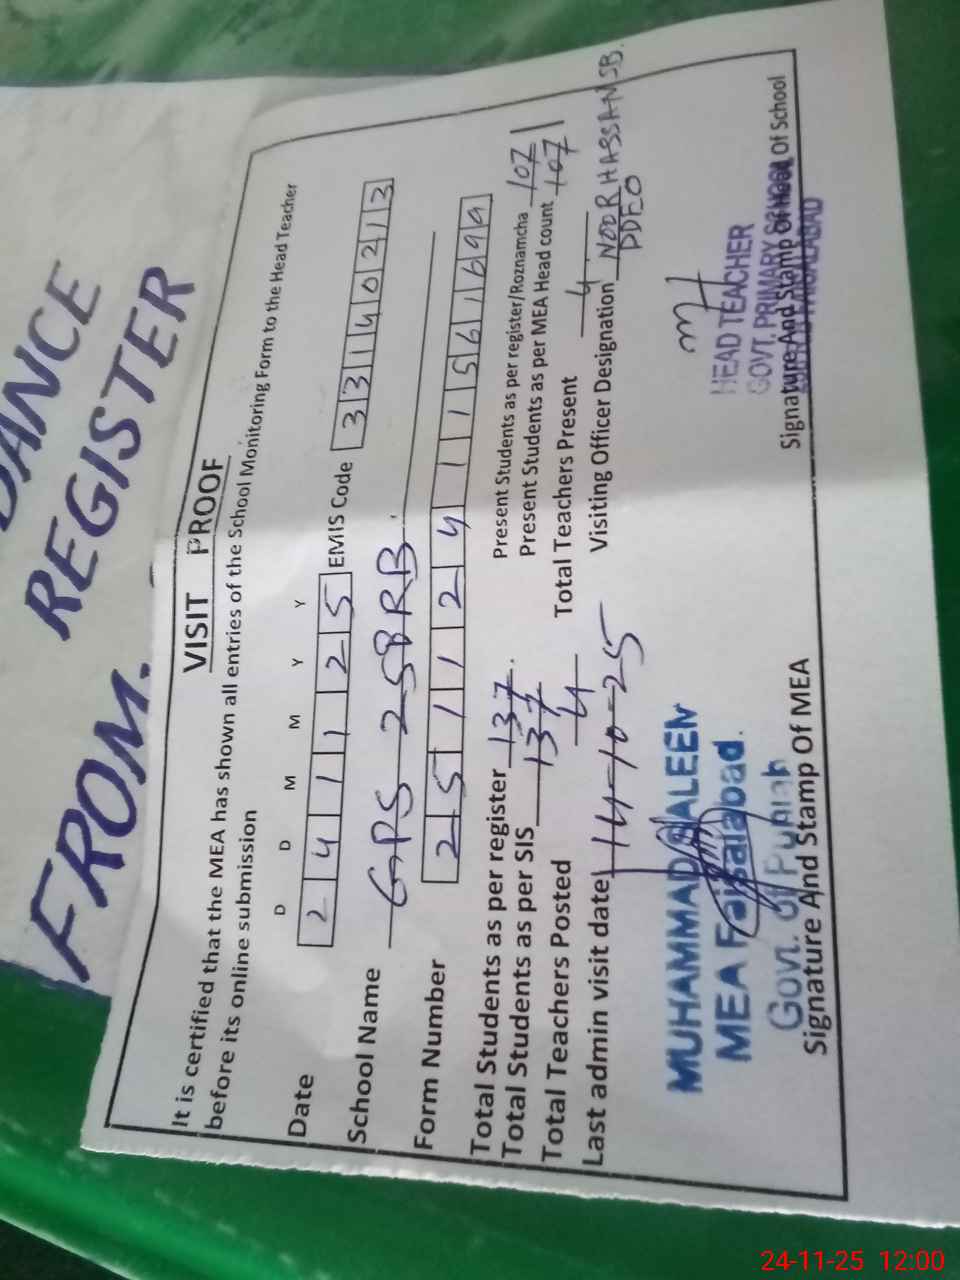 DANCE
REGISTER
FROM.
VISIT PROOF
It is certified that the MEA has shown all entries of the School Monitoring Form to the Head Teacher
before its online submission
D D M M Y Y
Date 2 4 1 1 2 5 EMIS Code 3 3 1 4 0 2 1 3
School Name GPS 258 RB.
Form Number 2 5 1 1 2 4 1 1 5 6 1 6 9 9
Total Students as per register 137. Present Students as per register/Roznamcha 107
Total Students as per SIS 137 Present Students as per MEA Head count 107
Total Teachers Posted 4 Total Teachers Present 4
Last admin visit date 14-10-25 Visiting Officer Designation NOOR HASSAN SB.
PDEO
MUHAMMAD SALEEM
MEA Faisalabad.
Govt. Of Punjab
HEAD TEACHER
GOVT. PRIMARY SCHOOL
FAISALABAD
Signature And Stamp Of MEA Signature And Stamp Of Head Of School
24-11-25 12:00